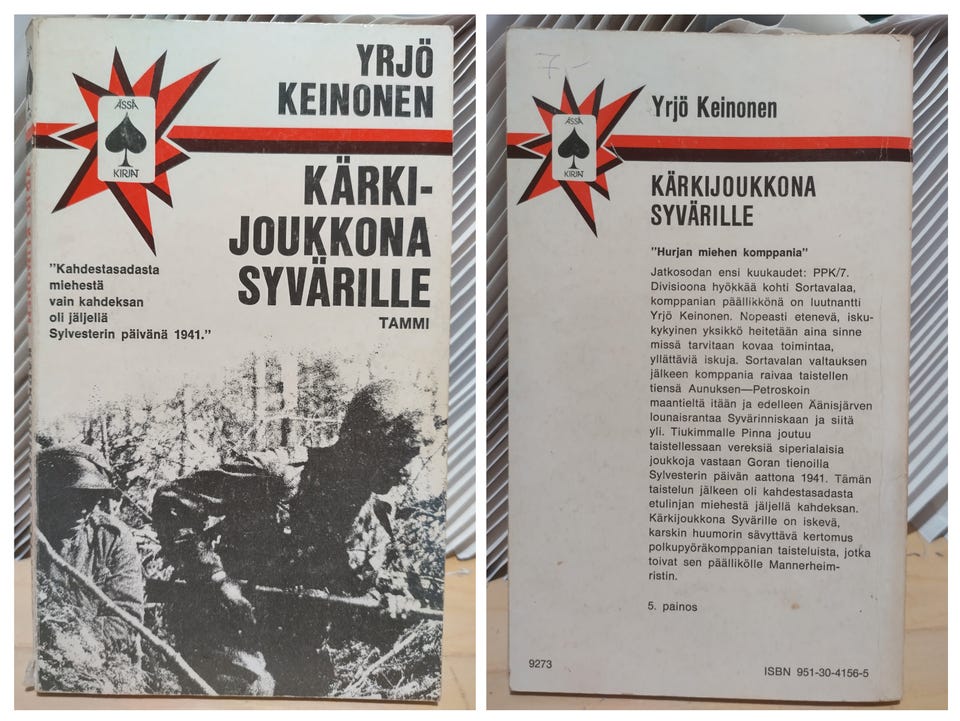 YRJÖ
KEINONEN
ÄSSÄ
KIRJAT
KÄRKI-
JOUKKONA
SYVÄRILLE
TAMMI
"Kahdestasadasta
miehestä
vain kahdeksan
oli jäljellä
Sylvesterin päivänä 1941."
7,-
Yrjö Keinonen
ÄSSÄ
KIRJAT
KÄRKIJOUKKONA
SYVÄRILLE
"Hurjan miehen komppania"
Jatkosodan ensi kuukaudet: PPK/7.
Divisioona hyökkää kohti Sortavalaa,
komppanian päällikkönä on luutnantti
Yrjö Keinonen. Nopeasti etenevä, isku-
kykyinen yksikkö heitetään aina sinne
missä tarvitaan kovaa toimintaa,
yllättäviä iskuja. Sortavalan valtauksen
jälkeen komppania raivaa taistellen
tiensä Aunuksen—Petroskoin
maantieltä itään ja edelleen Äänisjärven
lounaisrantaa Syvärinniskaan ja siitä
yli. Tiukimmalle Pinna joutuu
taistellessaan vereksiä siperialaisia
joukkoja vastaan Goran tienoilla
Sylvesterin päivän aattona 1941. Tämän
taistelun jälkeen oli kahdestasadasta
etulinjan miehestä jäljellä kahdeksan.
Kärkijoukkona Syvärille on iskevä,
karskin huumorin sävyttävä kertomus
polkupyöräkomppanian taisteluista, jotka
toivat sen päällikölle Mannerheim-
ristin.
5. painos
9273
ISBN 951-30-4156-5